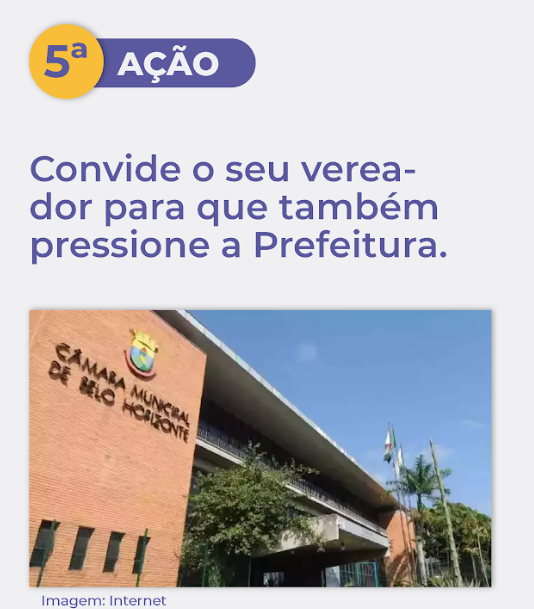 5ª AÇÃO
Convide o seu verea-
dor para que também
pressione a Prefeitura.
CÂMARA MUNICIPAL
DE BELO HORIZONTE
Imagem: Internet